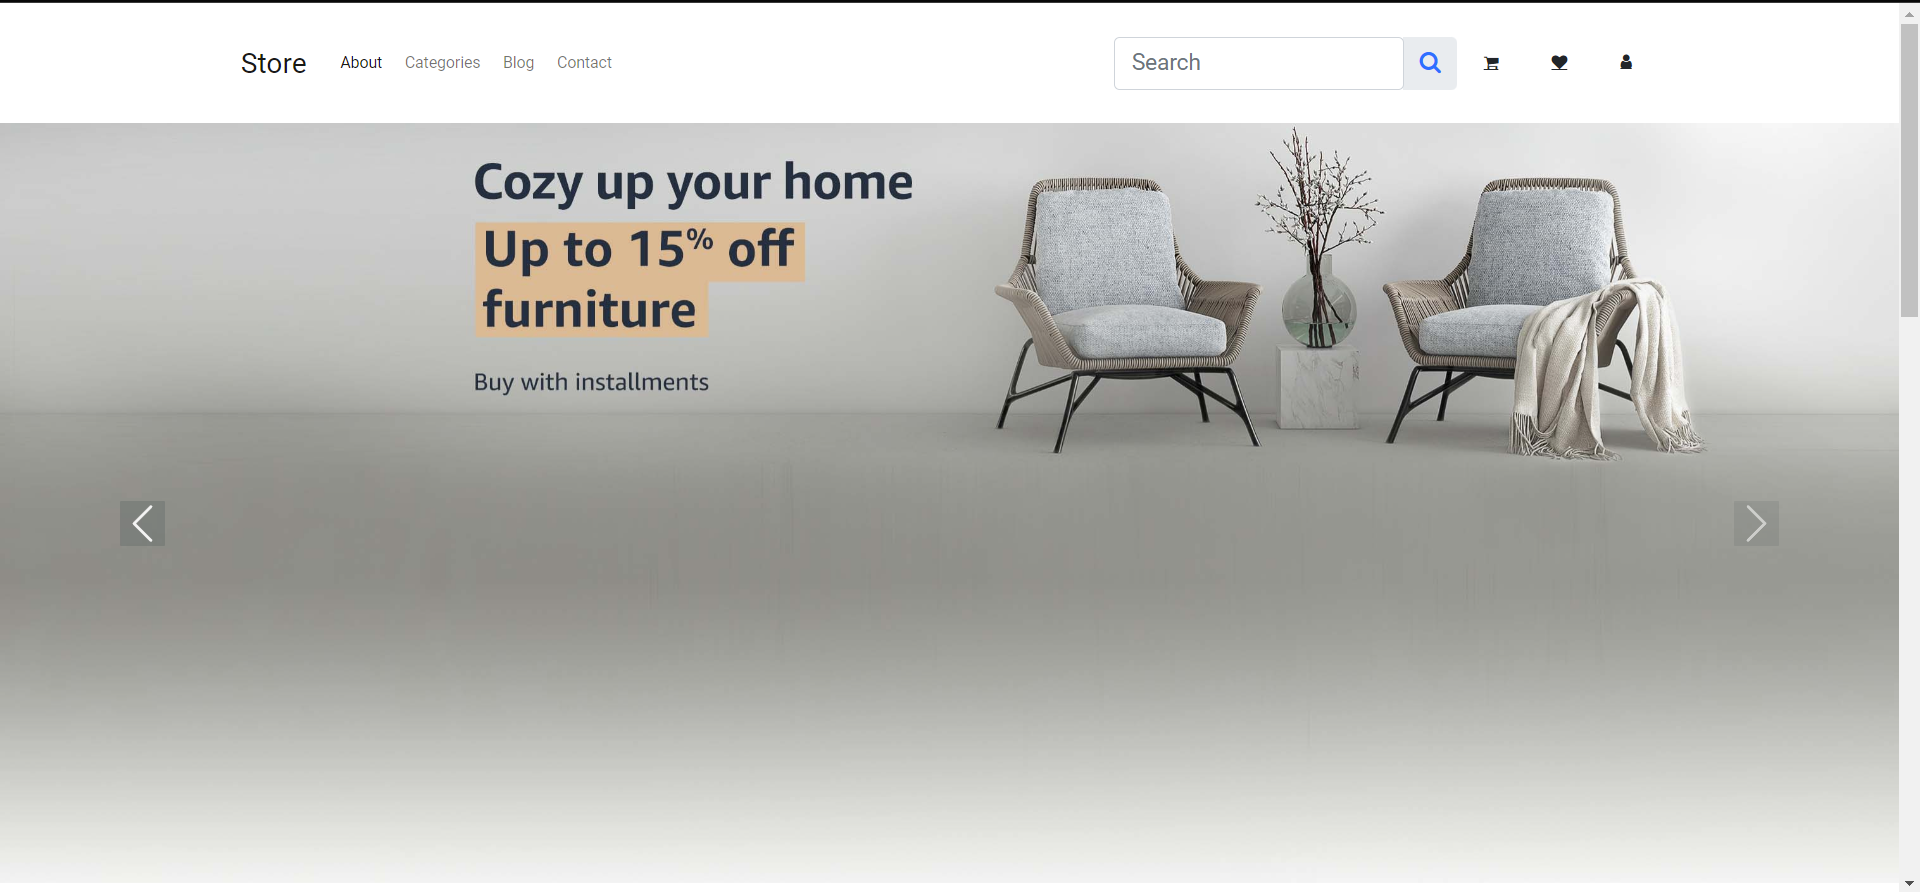 Store
About Categories Blog Contact
Search
Cozy up your home
Up to 15% off
furniture
Buy with installments